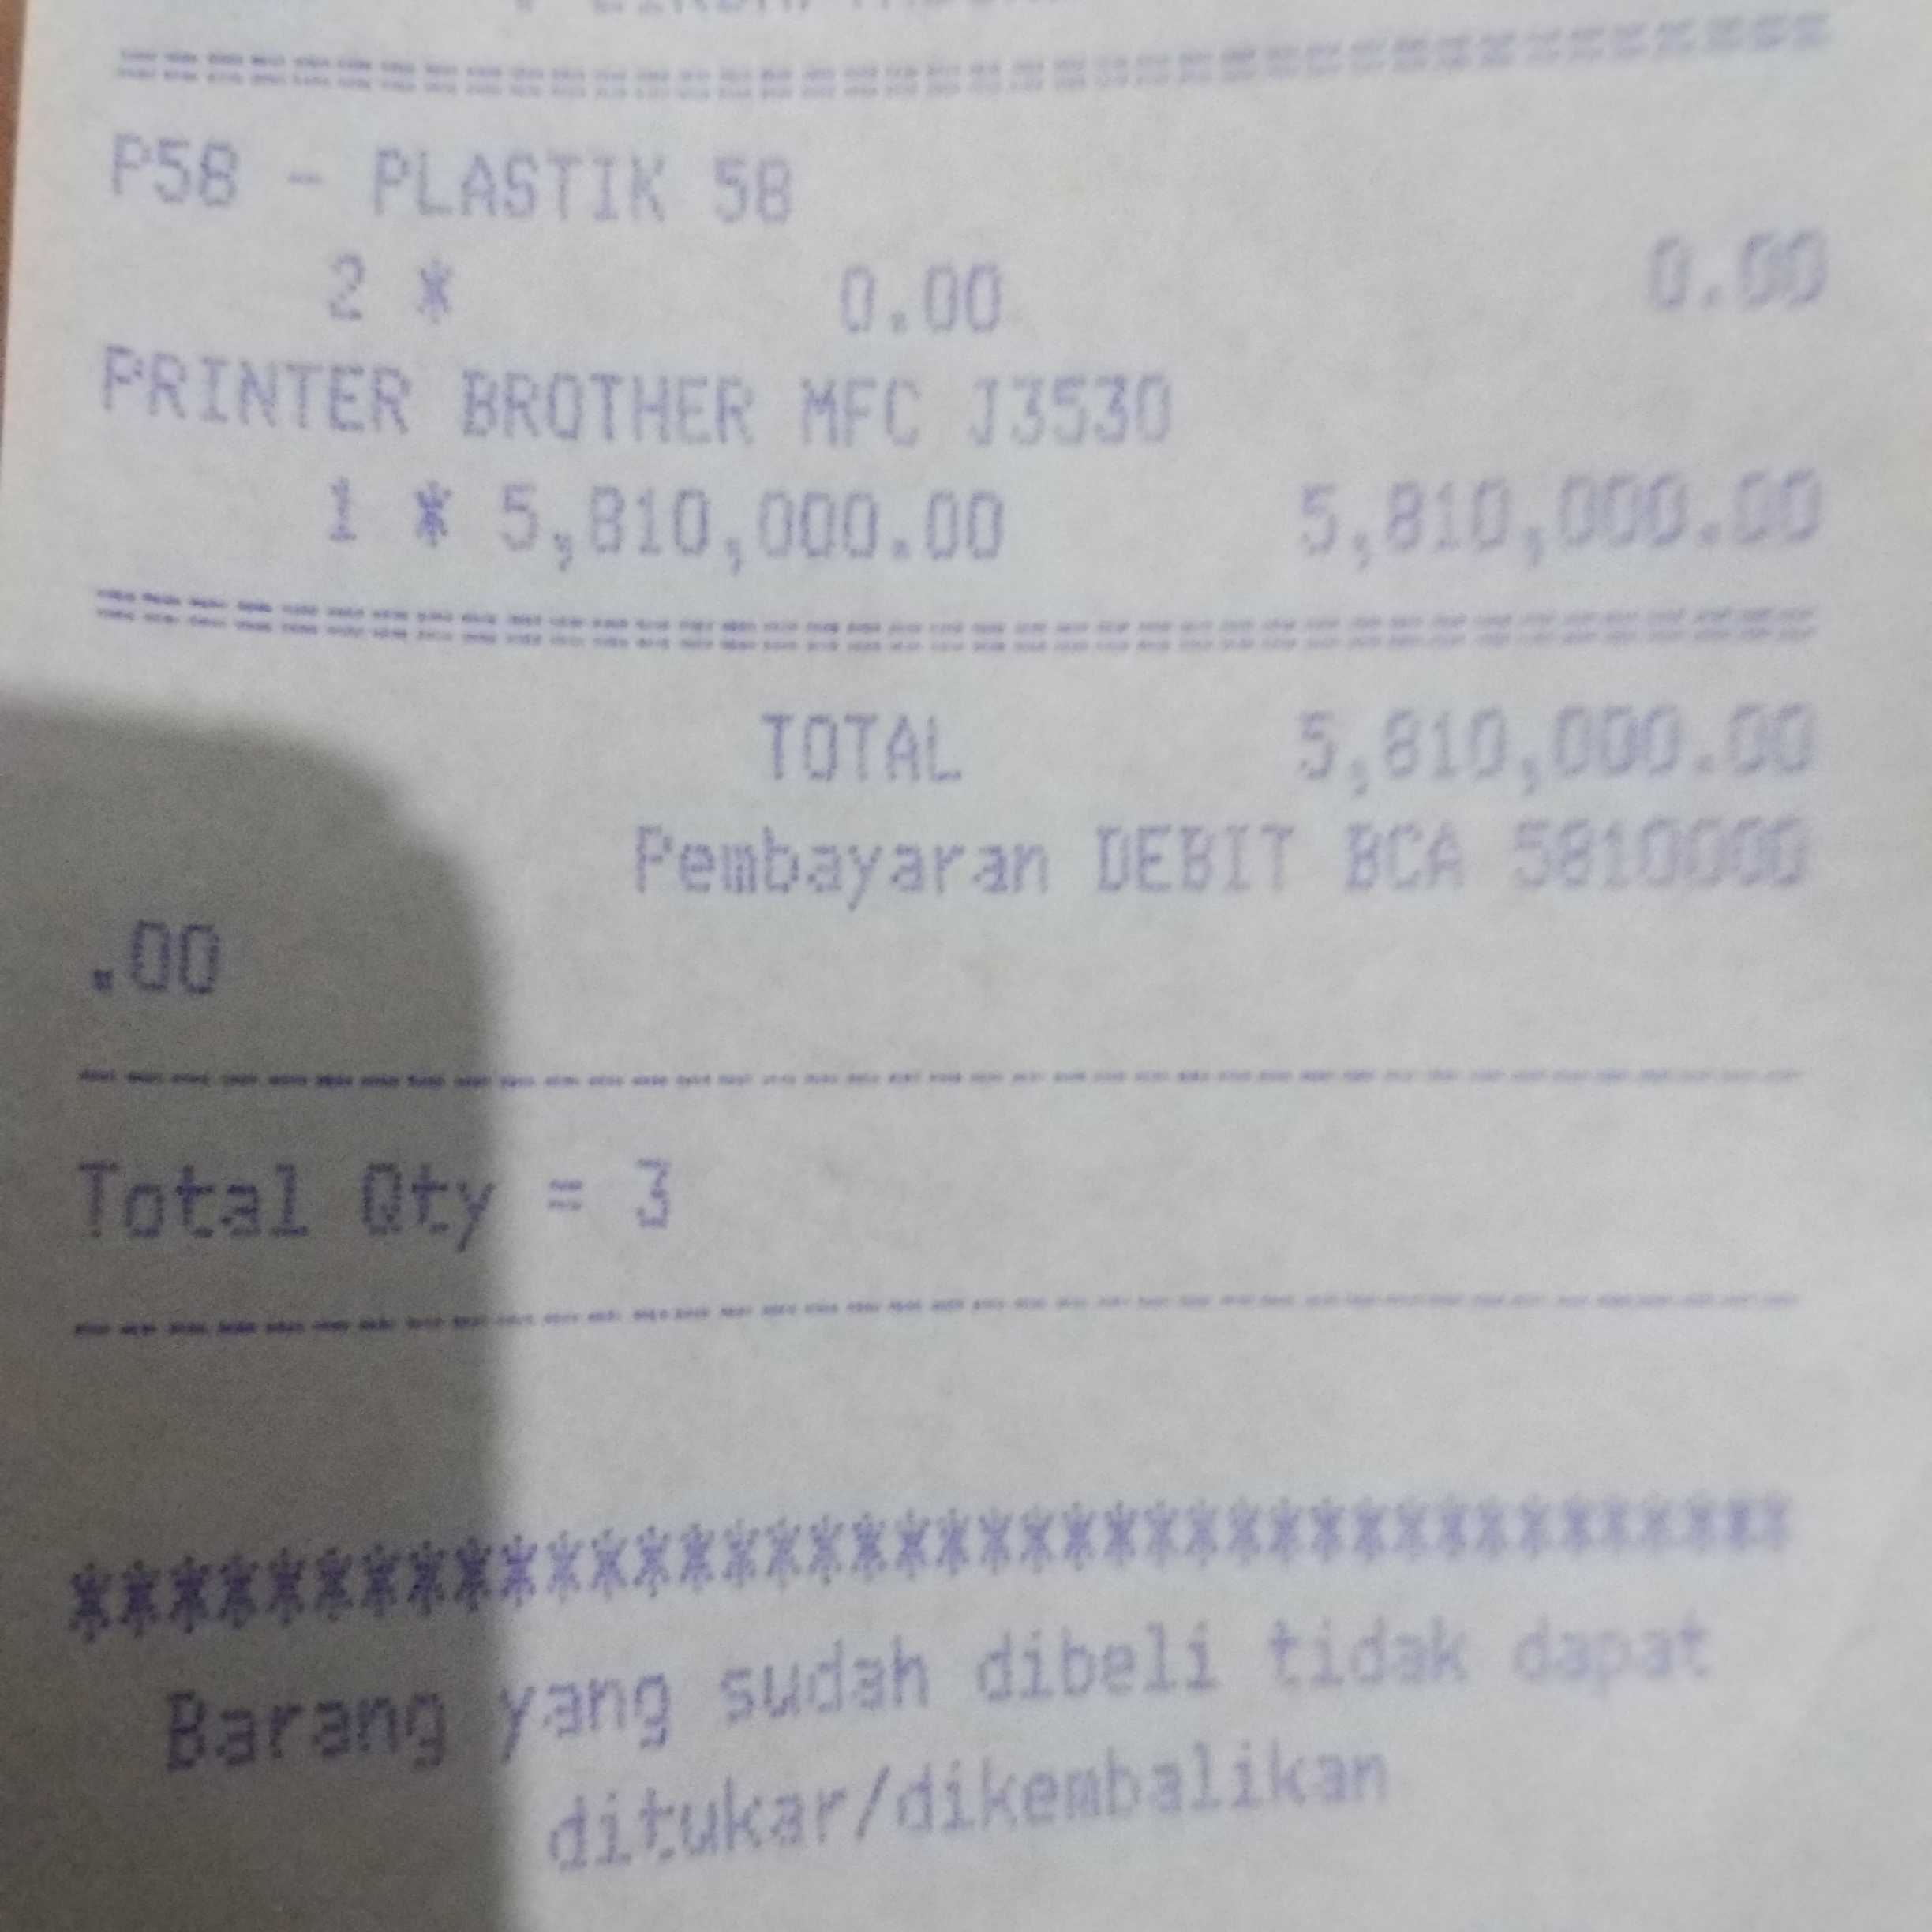 ================================
P58 - PLASTIK 58
2 * 0.00 0.00
PRINTER BROTHER MFC J3530
1 * 5,810,000.00 5,810,000.00
================================
TOTAL 5,810,000.00
Pembayaran DEBIT BCA 5810000
.00
----------------------------------------
Total Qty = 3
----------------------------------------
****************************************
Barang yang sudah dibeli tidak dapat
ditukar/dikembalikan